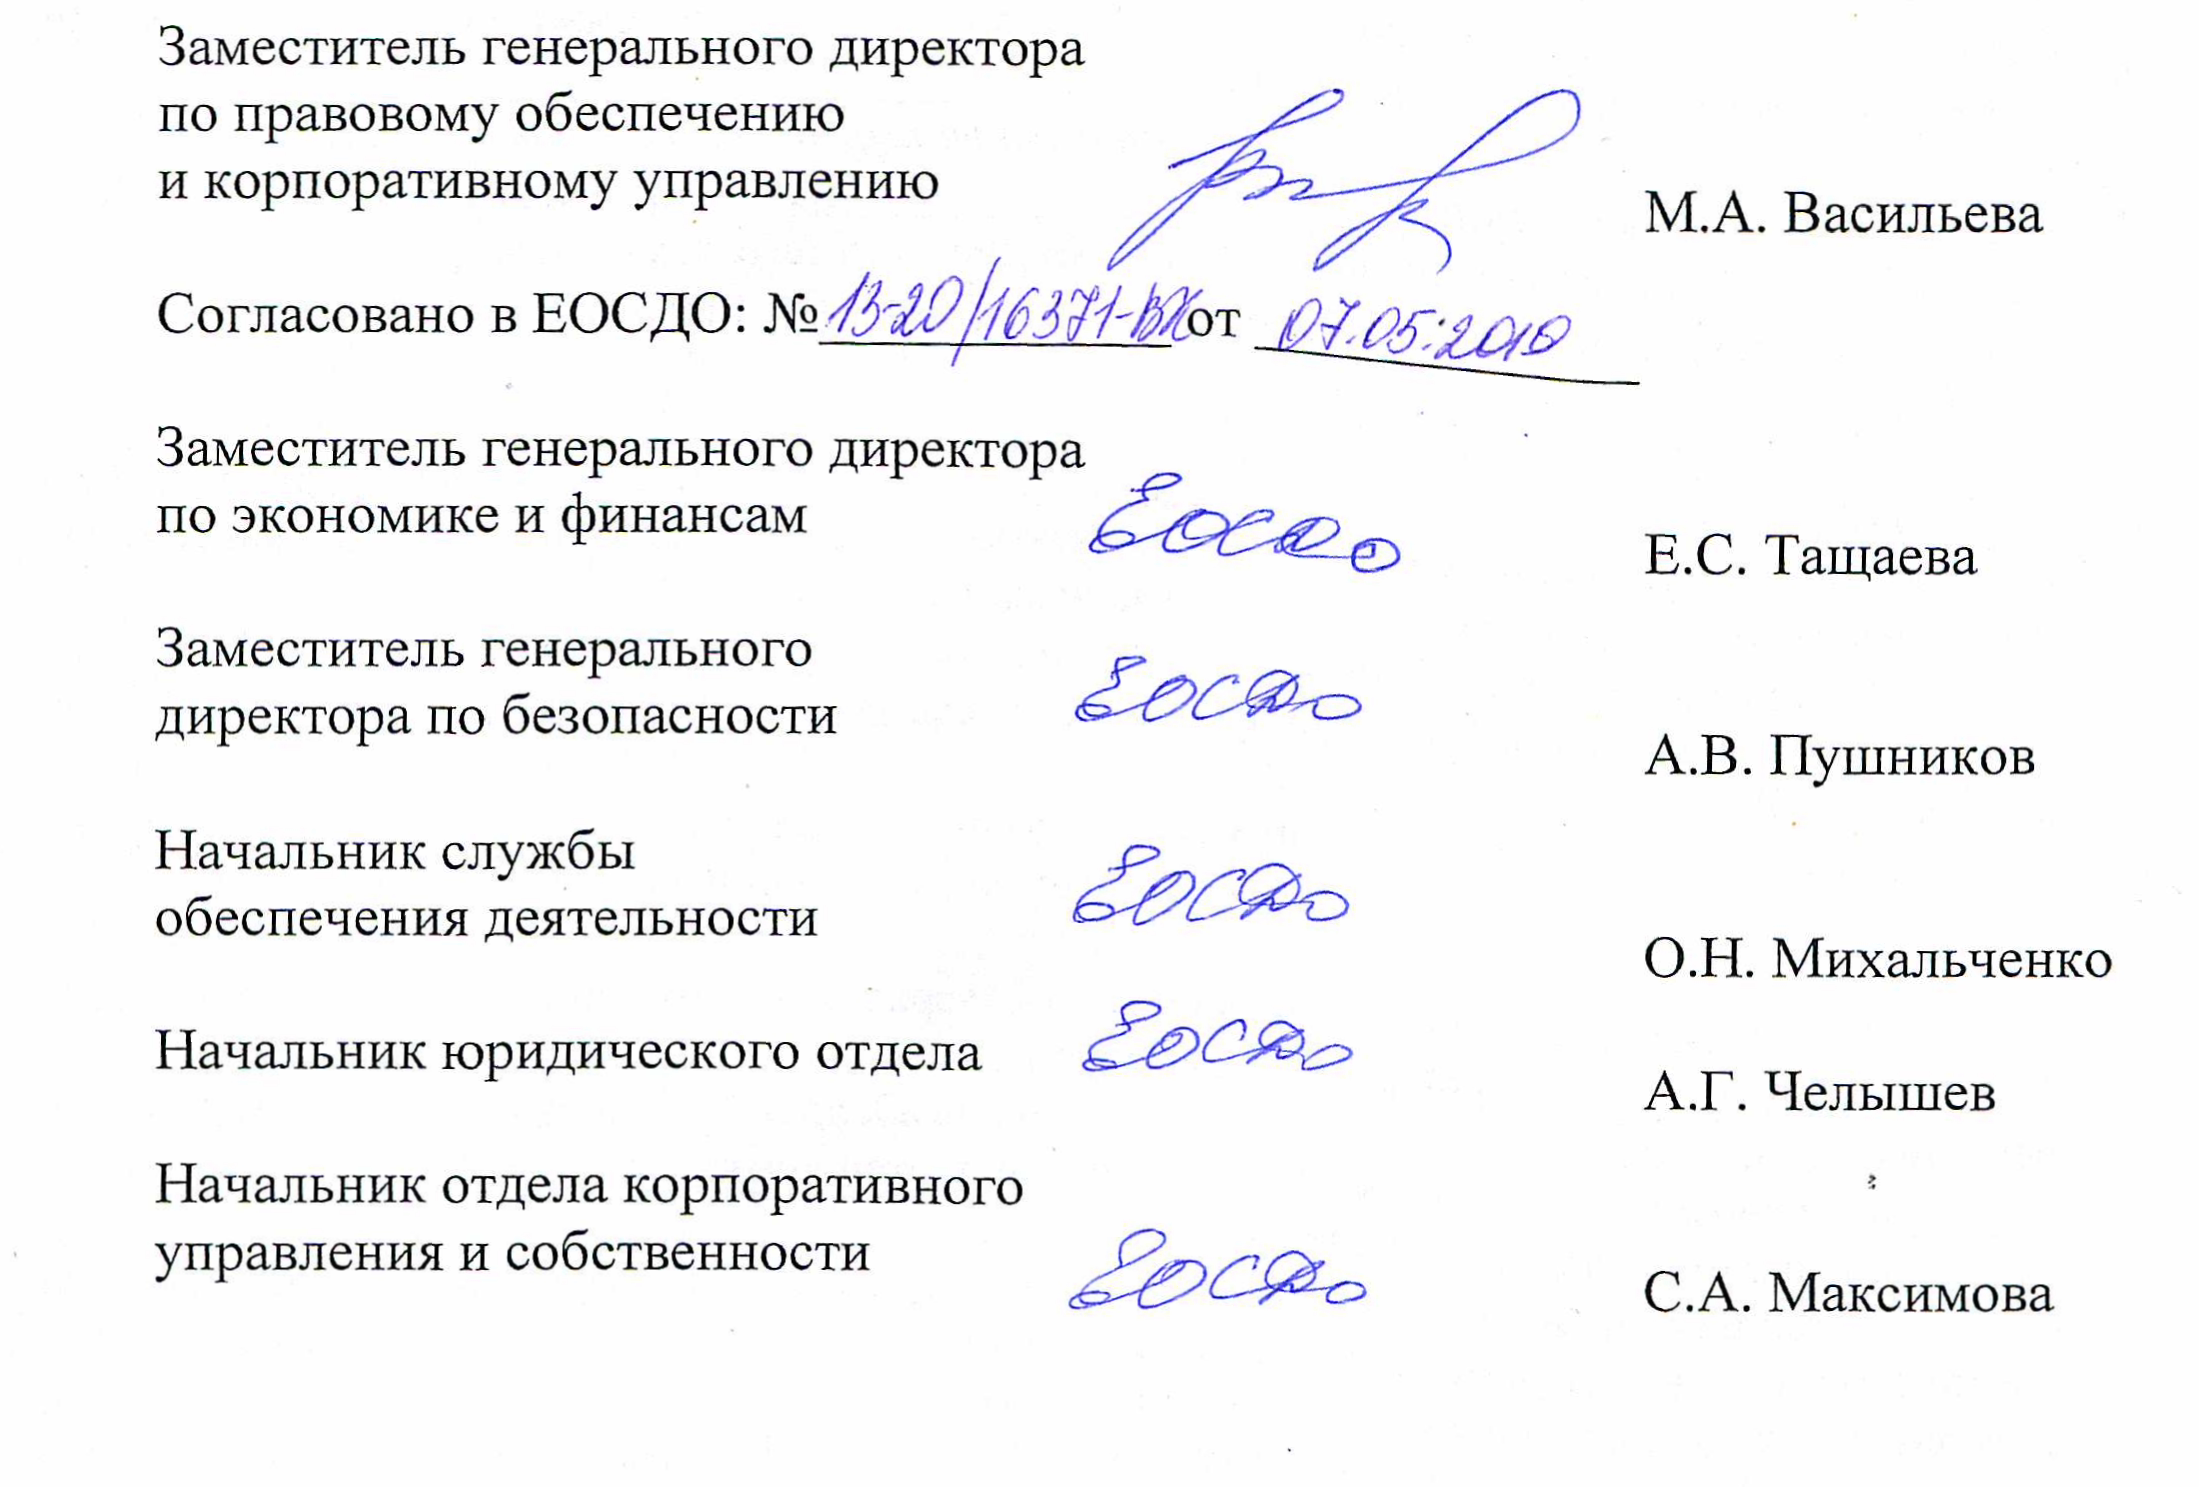 Заместитель генерального директора
по правовому обеспечению
и корпоративному управлению
М.А. Васильева
Согласовано в ЕОСДО: №13-20/16371-ВК от 07.05.2010
Заместитель генерального директора
по экономике и финансам
ЕОСДО
Е.С. Тащаева
Заместитель генерального
директора по безопасности
ЕОСДО
А.В. Пушников
Начальник службы
обеспечения деятельности
ЕОСДО
О.Н. Михальченко
Начальник юридического отдела
ЕОСДО
А.Г. Челышев
Начальник отдела корпоративного
управления и собственности
ЕОСДО
С.А. Максимова